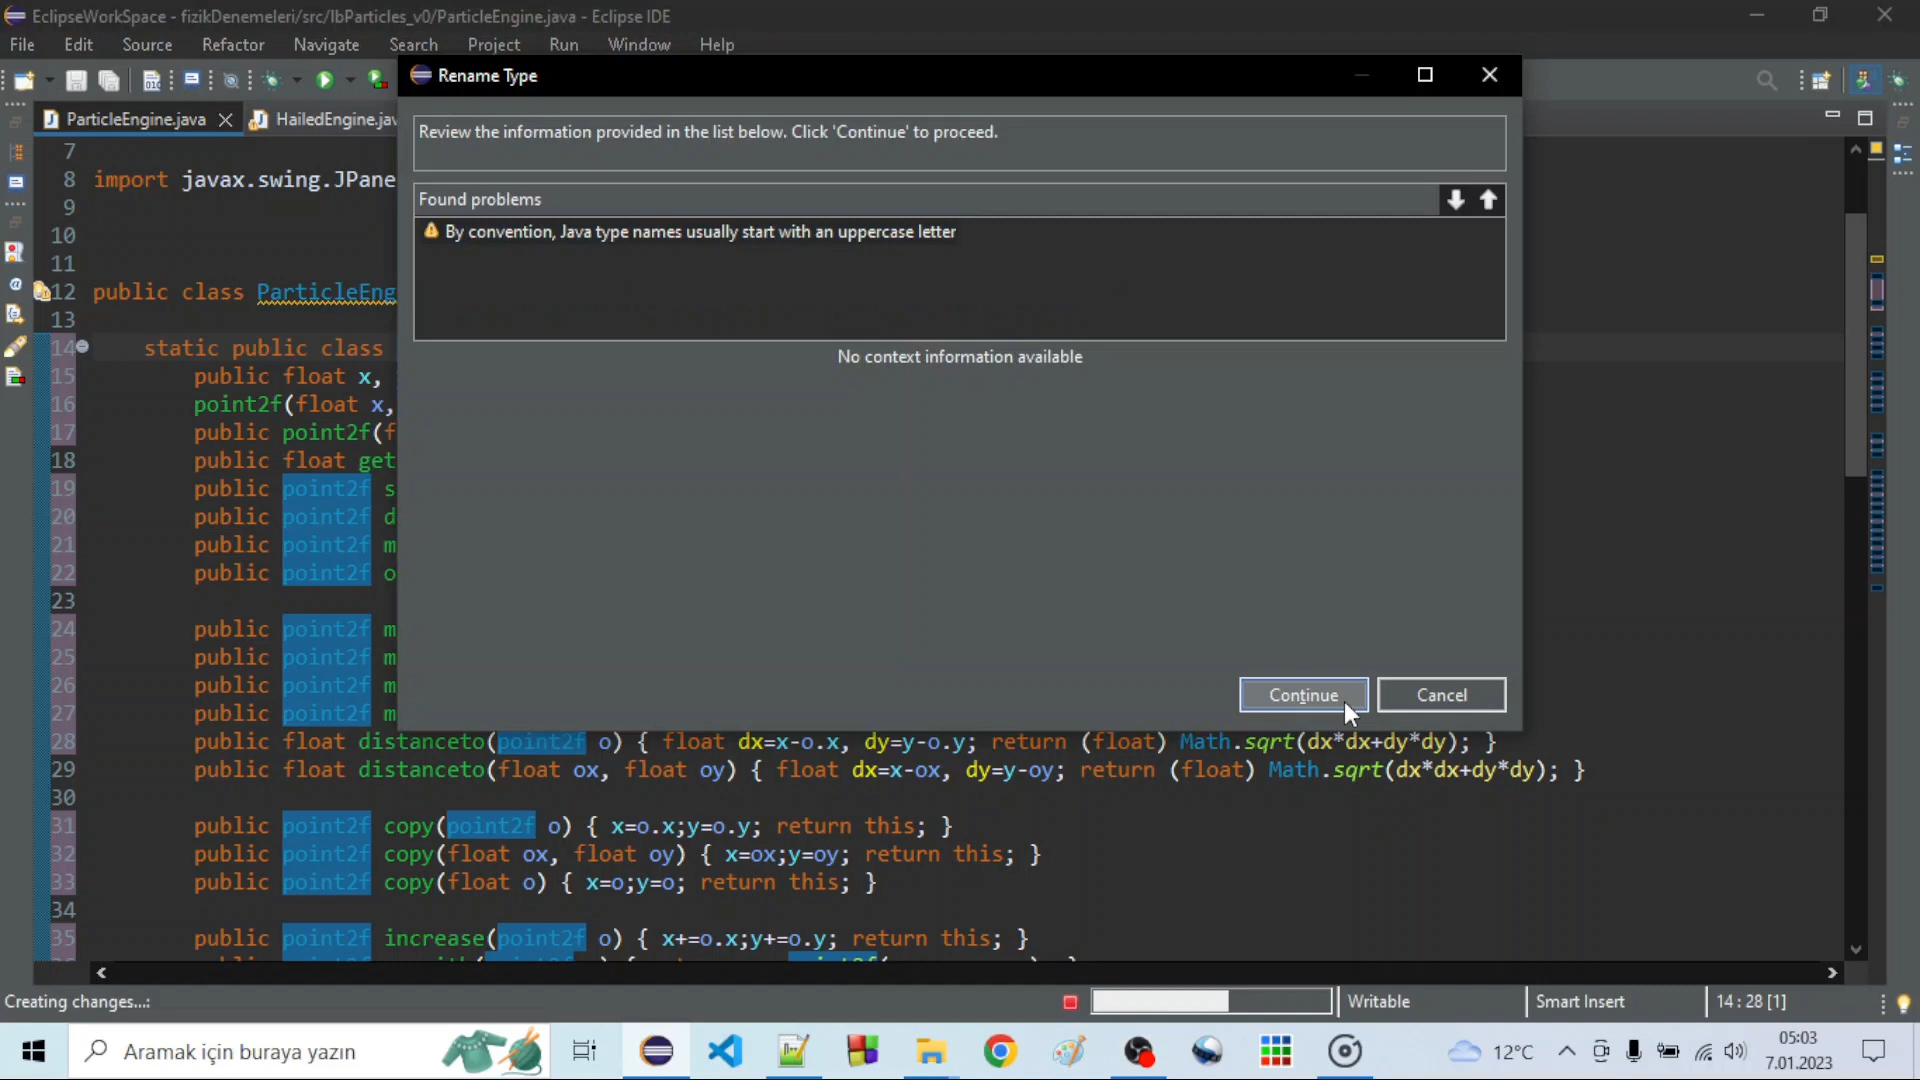 EclipseWorkSpace - fizikDenemeleri/src/lbParticles_v0/ParticleEngine.java - Eclipse IDE
File Edit Source Refactor Navigate Search Project Run Window Help
Rename Type
ParticleEngine.java HailedEngine.jav
Review the information provided in the list below. Click 'Continue' to proceed.
Found problems
By convention, Java type names usually start with an uppercase letter
No context information available
Continue Cancel
7
8 import javax.swing.JPane
9
10
11
12 public class ParticleEng
13
14 static public class
15 public float x,
16 point2f(float x,
17 public point2f(f
18 public float get
19 public point2f s
20 public point2f d
21 public point2f m
22 public point2f o
23
24 public point2f m
25 public point2f m
26 public point2f m
27 public point2f m
28 public float distanceto(point2f o) { float dx=x-o.x, dy=y-o.y; return (float) Math.sqrt(dx*dx+dy*dy); }
29 public float distanceto(float ox, float oy) { float dx=x-ox, dy=y-oy; return (float) Math.sqrt(dx*dx+dy*dy); }
30
31 public point2f copy(point2f o) { x=o.x;y=o.y; return this; }
32 public point2f copy(float ox, float oy) { x=ox;y=oy; return this; }
33 public point2f copy(float o) { x=o;y=o; return this; }
34
35 public point2f increase(point2f o) { x+=o.x;y+=o.y; return this; }
Creating changes...: Writable Smart Insert 14 : 28 [1]
Aramak için buraya yazın 12°C 05:03
7.01.2023